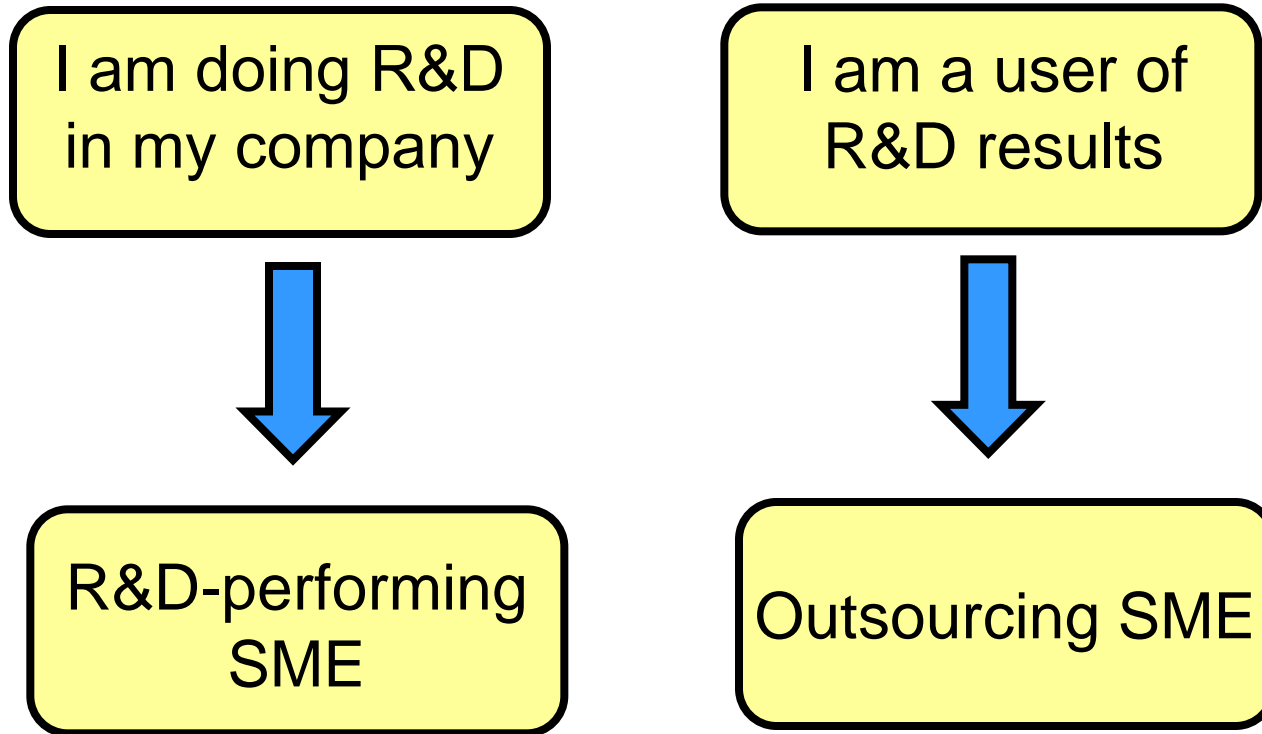 I am doing R&D
in my company
I am a user of
R&D results
R&D-performing
SME
Outsourcing SME